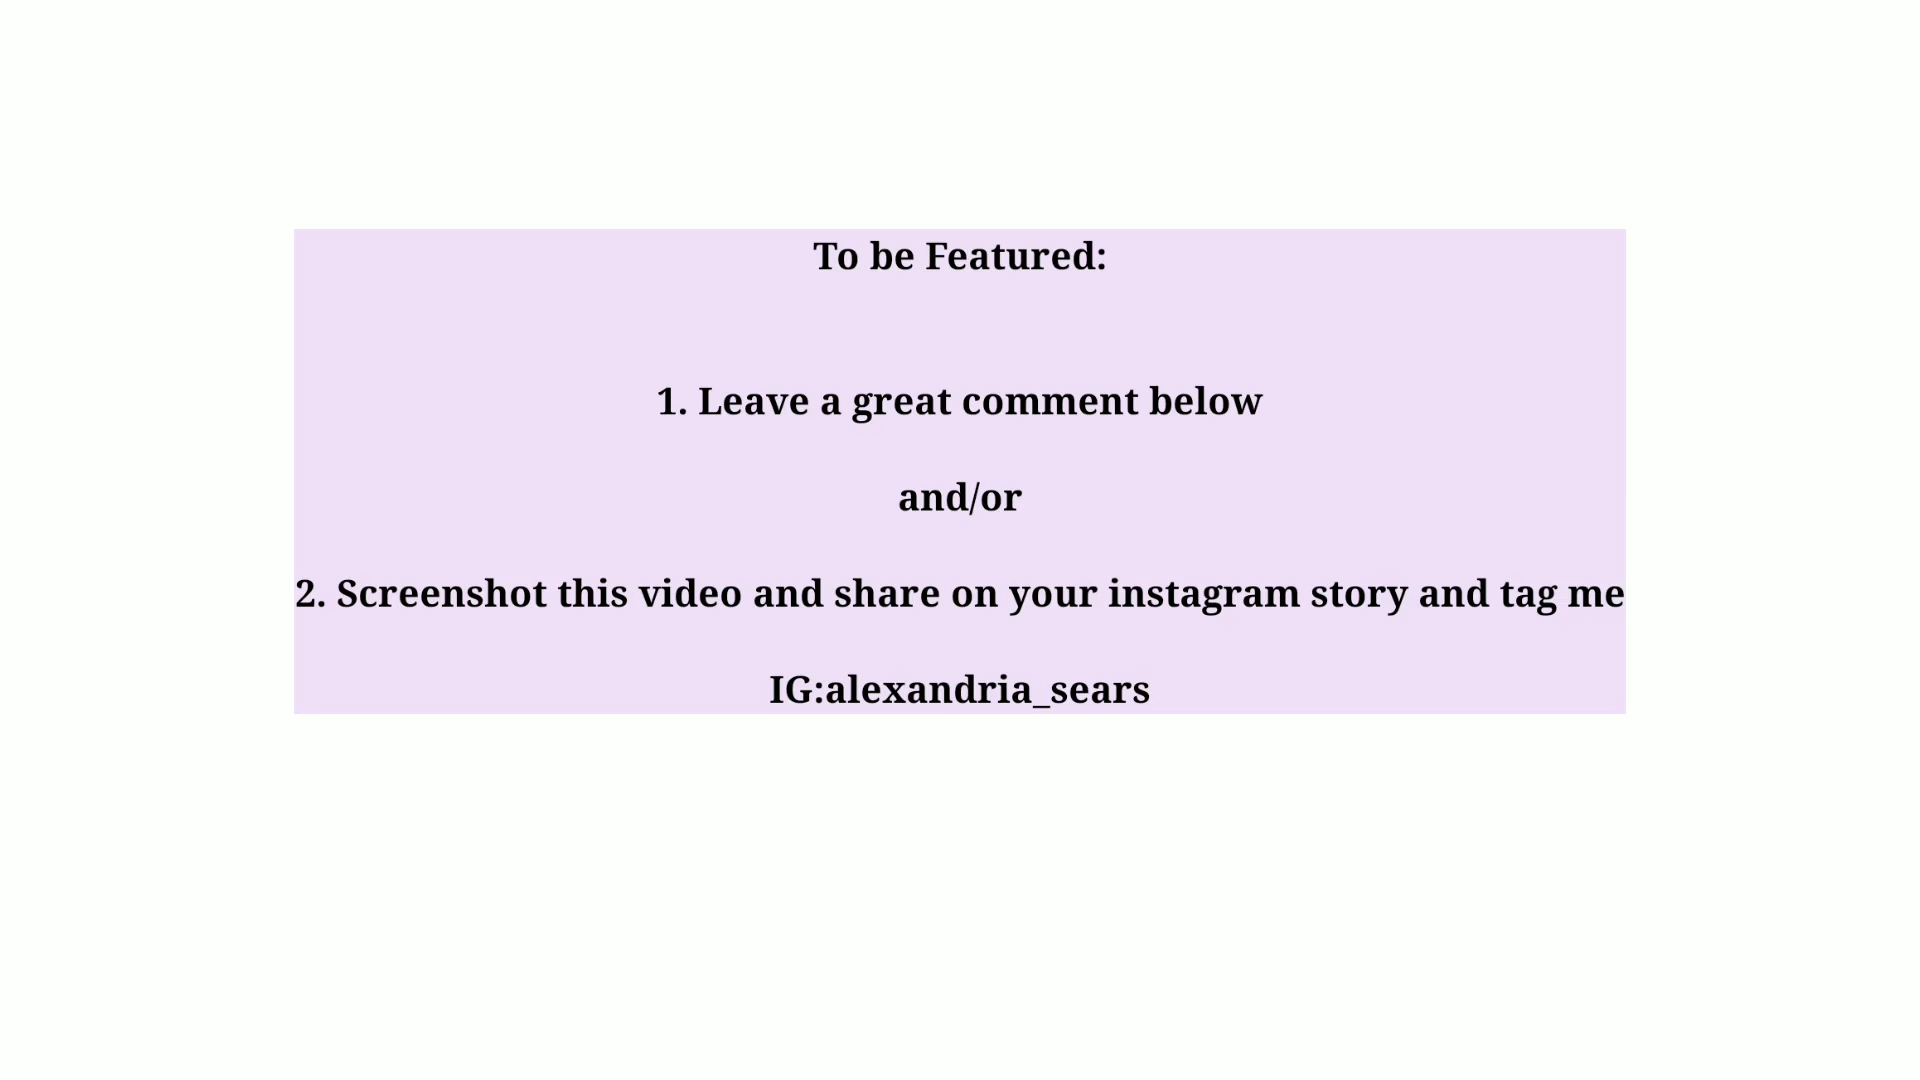 To be Featured:
1. Leave a great comment below
and/or
2. Screenshot this video and share on your instagram story and tag me
IG:alexandria_sears